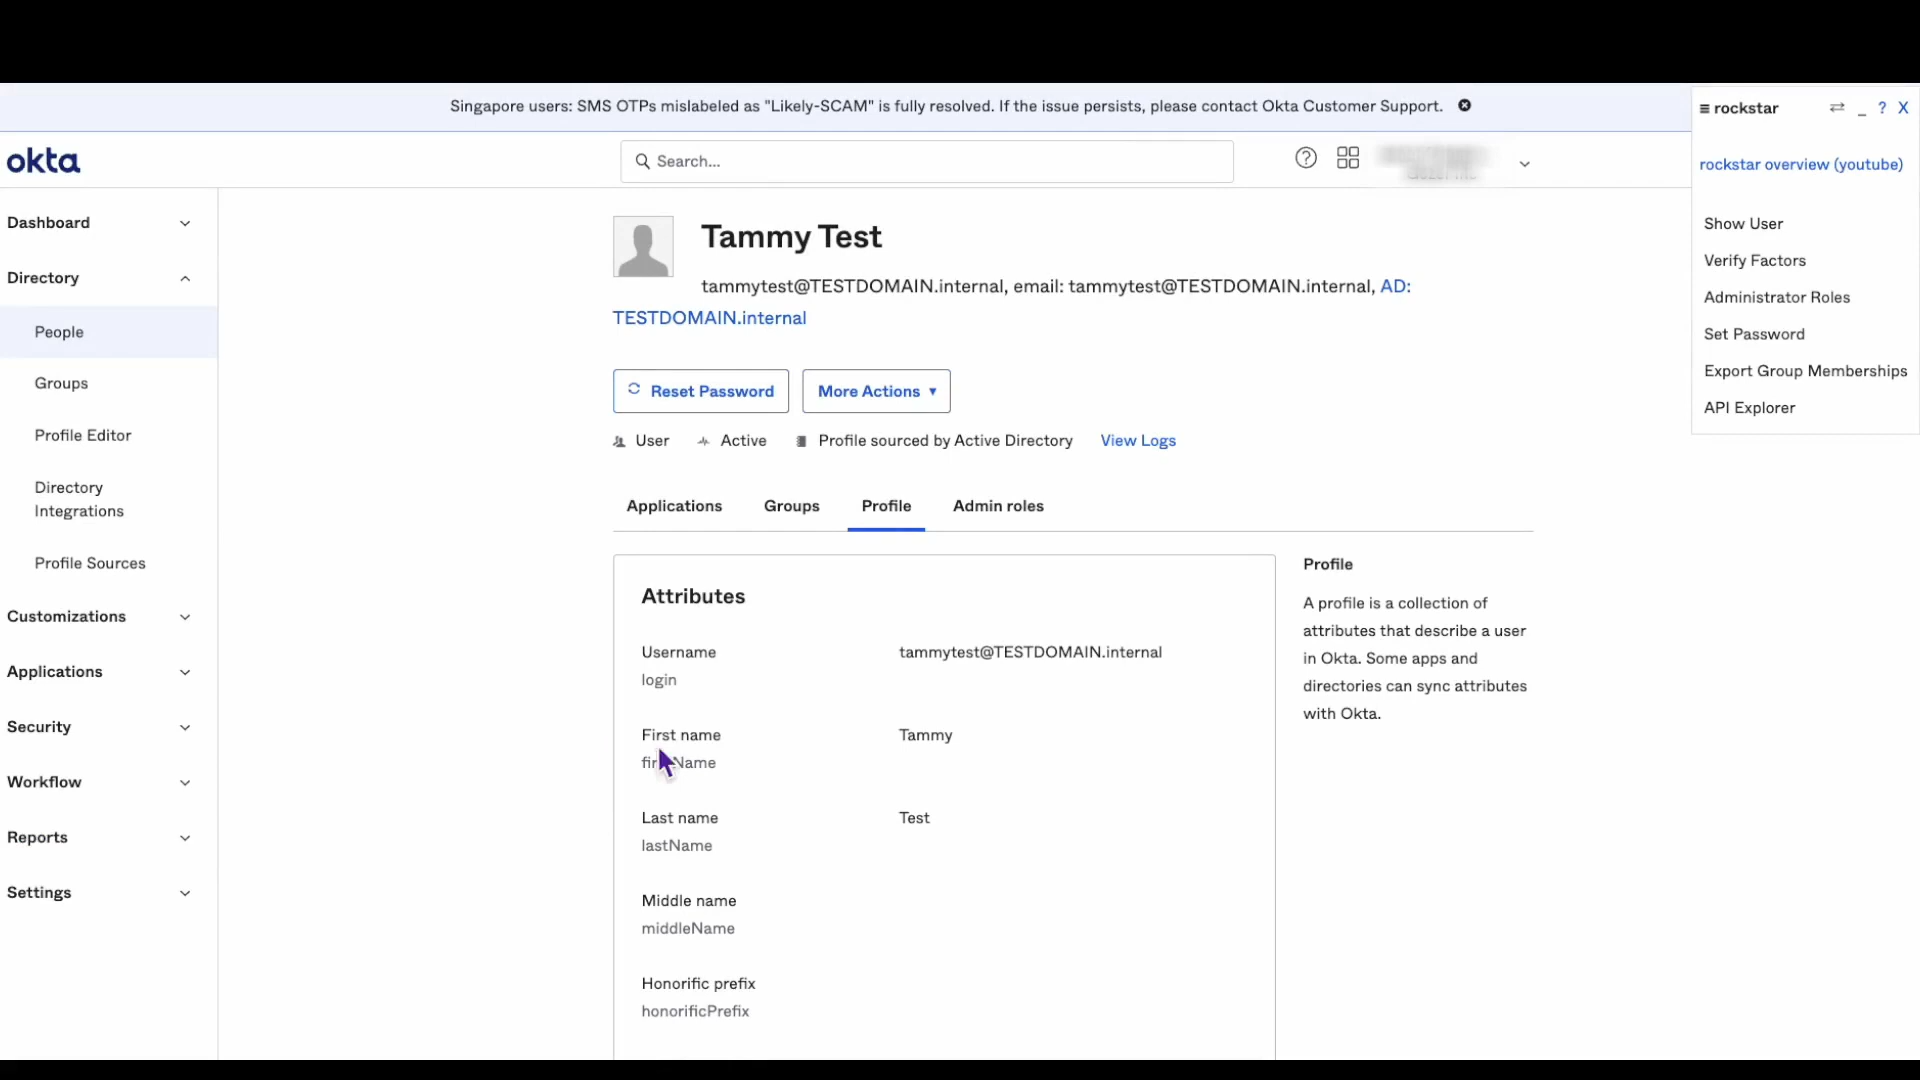 Singapore users: SMS OTPs mislabeled as "Likely-SCAM" is fully resolved. If the issue persists, please contact Okta Customer Support.
≡ rockstar ⇄ _ ? X
rockstar overview (youtube)
Show User
Verify Factors
Administrator Roles
Set Password
Export Group Memberships
API Explorer
okta
Search...
Dashboard
Directory
People
Groups
Profile Editor
Directory
Integrations
Profile Sources
Customizations
Applications
Security
Workflow
Reports
Settings
Tammy Test
tammytest@TESTDOMAIN.internal, email: tammytest@TESTDOMAIN.internal, AD:
TESTDOMAIN.internal
Reset Password More Actions ▾
User Active Profile sourced by Active Directory View Logs
Applications Groups Profile Admin roles
Attributes
Username tammytest@TESTDOMAIN.internal
login
First name Tammy
Last name Test
lastName
Middle name
middleName
Honorific prefix
honorificPrefix
Profile
A profile is a collection of
attributes that describe a user
in Okta. Some apps and
directories can sync attributes
with Okta.